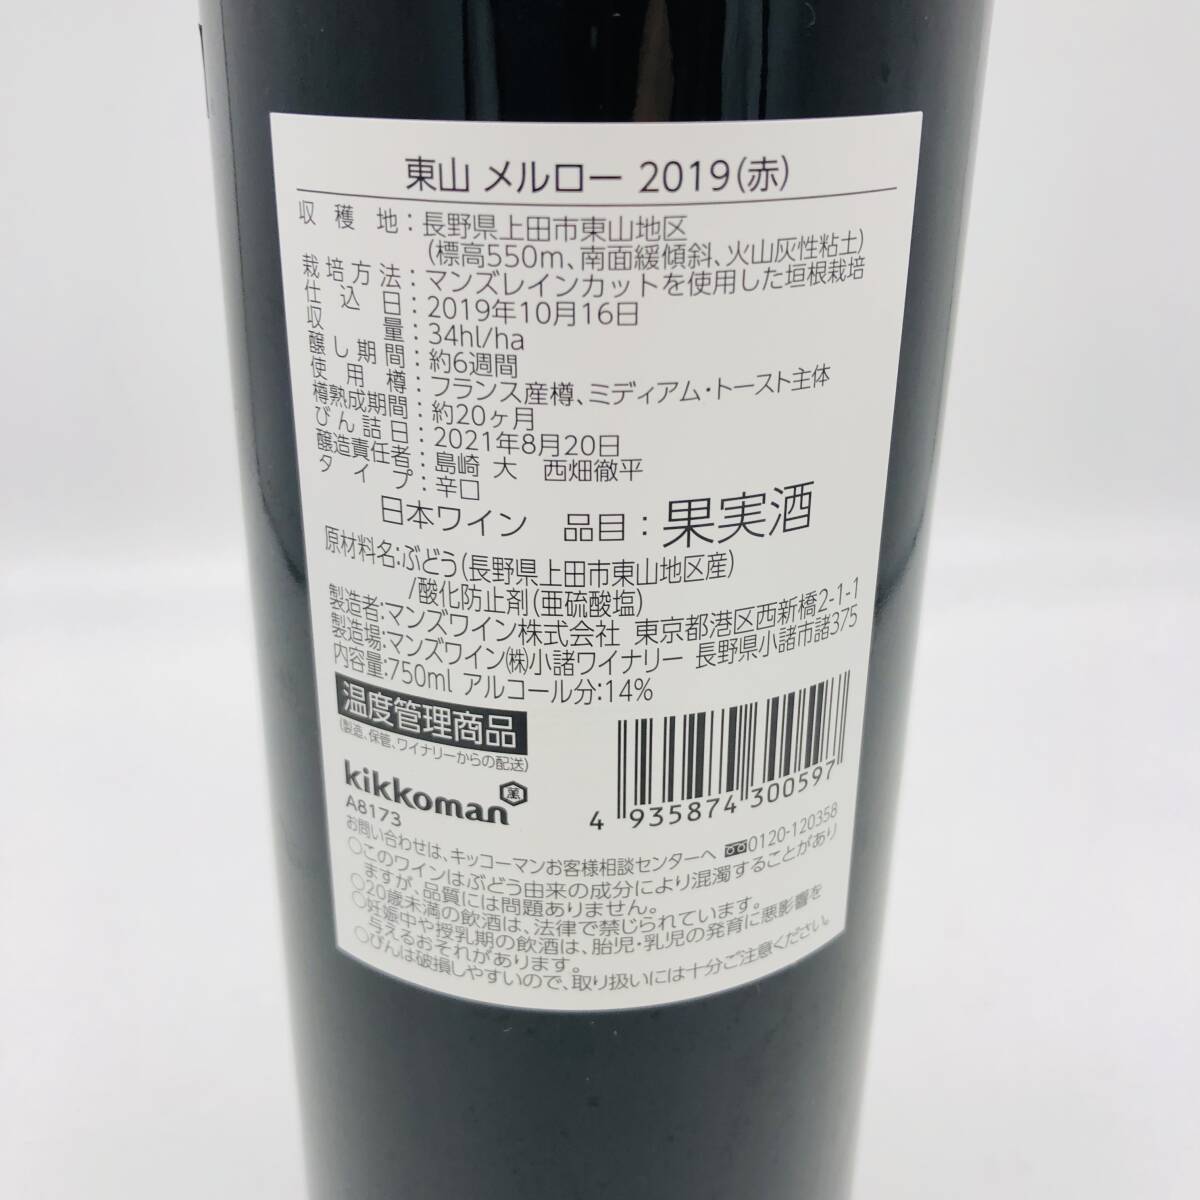 東山 メルロー 2019(赤)
収穫地:長野県上田市東山地区
(標高550m、南面緩傾斜、火山灰性粘土)
栽培方法:マンズレインカットを使用した垣根栽培
仕込日:2019年10月16日
収量:34hl/ha
醸し期間:約6週間
使用樽:フランス産樽、ミディアム・トースト主体
樽熟成期間:約20ヶ月
びん詰日:2021年8月20日
醸造責任者:島崎 大 西畑徹平
タイプ:辛口
日本ワイン 品目:果実酒
原材料名:ぶどう(長野県上田市東山地区産)
/酸化防止剤(亜硫酸塩)
製造者:マンズワイン株式会社 東京都港区西新橋2-1-1
製造場:マンズワイン(株)小諸ワイナリー 長野県小諸市諸375
内容量:750ml アルコール分:14%
温度管理商品
(製造、保管、ワイナリーからの配送)
kikkoman 萬
A8173
4 935874 300597
お問い合わせは、キッコーマンお客様相談センターへ 0120-120358
○このワインはぶどう由来の成分により混濁することがあり
ますが、品質には問題ありません。
○20歳未満の飲酒は、法律で禁じられています。
○妊娠中や授乳期の飲酒は、胎児・乳児の発育に悪影響を
与えるおそれがあります。
○びんは破損しやすいので、取り扱いには十分ご注意ください。